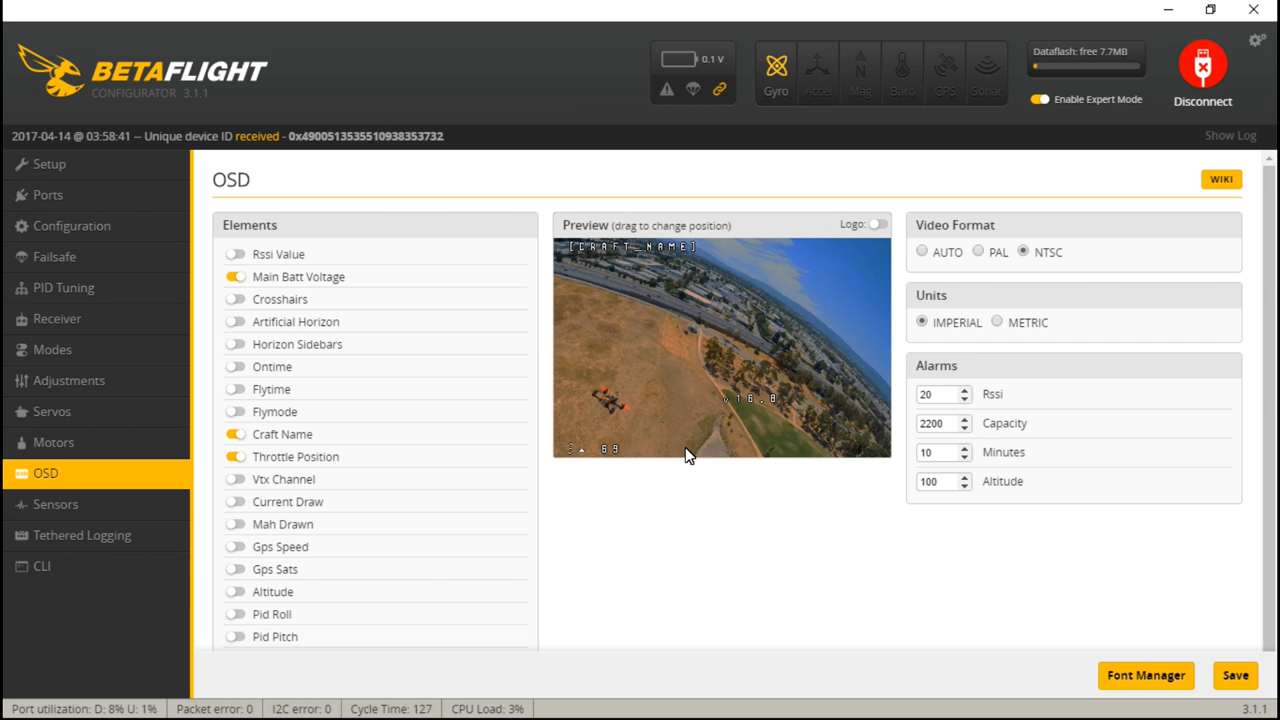 BETAFLIGHT
CONFIGURATOR 3.1.1
0.1 V
Gyro Accel Mag Baro GPS Sonar
Dataflash: free 7.7MB
Enable Expert Mode
Disconnect
2017-04-14 @ 03:58:41 -- Unique device ID received - 0x4900513535510938353732
Show Log
Setup
Ports
Configuration
Failsafe
PID Tuning
Receiver
Modes
Adjustments
Servos
Motors
OSD
Sensors
Tethered Logging
CLI
OSD
WIKI
Elements
Rssi Value
Main Batt Voltage
Crosshairs
Artificial Horizon
Horizon Sidebars
Ontime
Flytime
Flymode
Craft Name
Throttle Position
Vtx Channel
Current Draw
Mah Drawn
Gps Speed
Gps Sats
Altitude
Pid Roll
Pid Pitch
Preview (drag to change position)
Logo:
[CRAFT_NAME]
v16.8
69
Video Format
AUTO PAL NTSC
Units
IMPERIAL METRIC
Alarms
20 Rssi
2200 Capacity
10 Minutes
100 Altitude
Font Manager
Save
Port utilization: D: 8% U: 1%
Packet error: 0
I2C error: 0
Cycle Time: 127
CPU Load: 3%
3.1.1